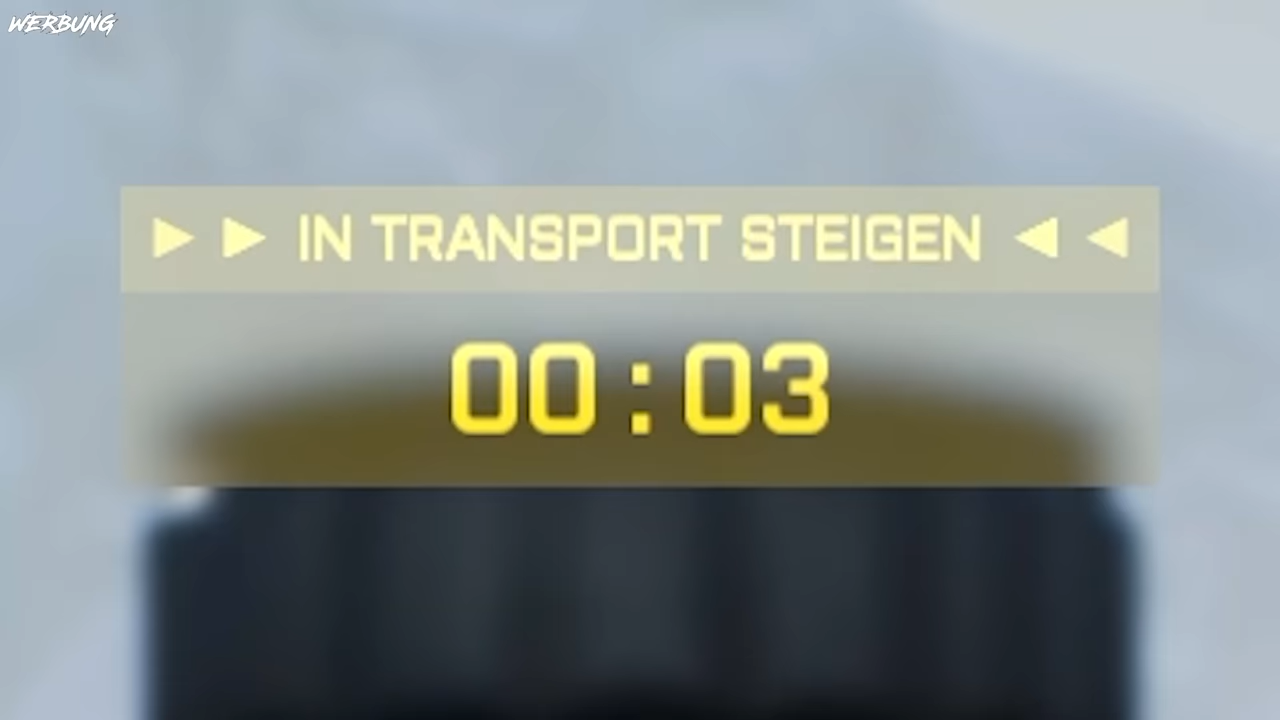 WERBUNG
▶ ▶ IN TRANSPORT STEIGEN ◀ ◀
00:03